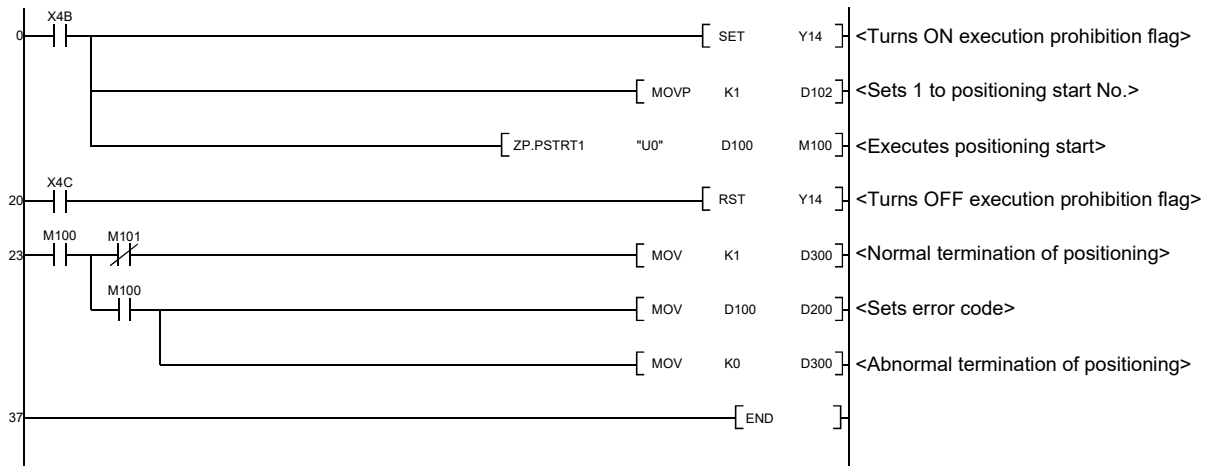 X4B
0 SET Y14 <Turns ON execution prohibition flag>
MOVP K1 D102 <Sets 1 to positioning start No.>
ZP.PSTRT1 "U0" D100 M100 <Executes positioning start>
X4C
20 RST Y14 <Turns OFF execution prohibition flag>
M100 M101
23 MOV K1 D300 <Normal termination of positioning>
M100
MOV D100 D200 <Sets error code>
MOV K0 D300 <Abnormal termination of positioning>
37 END